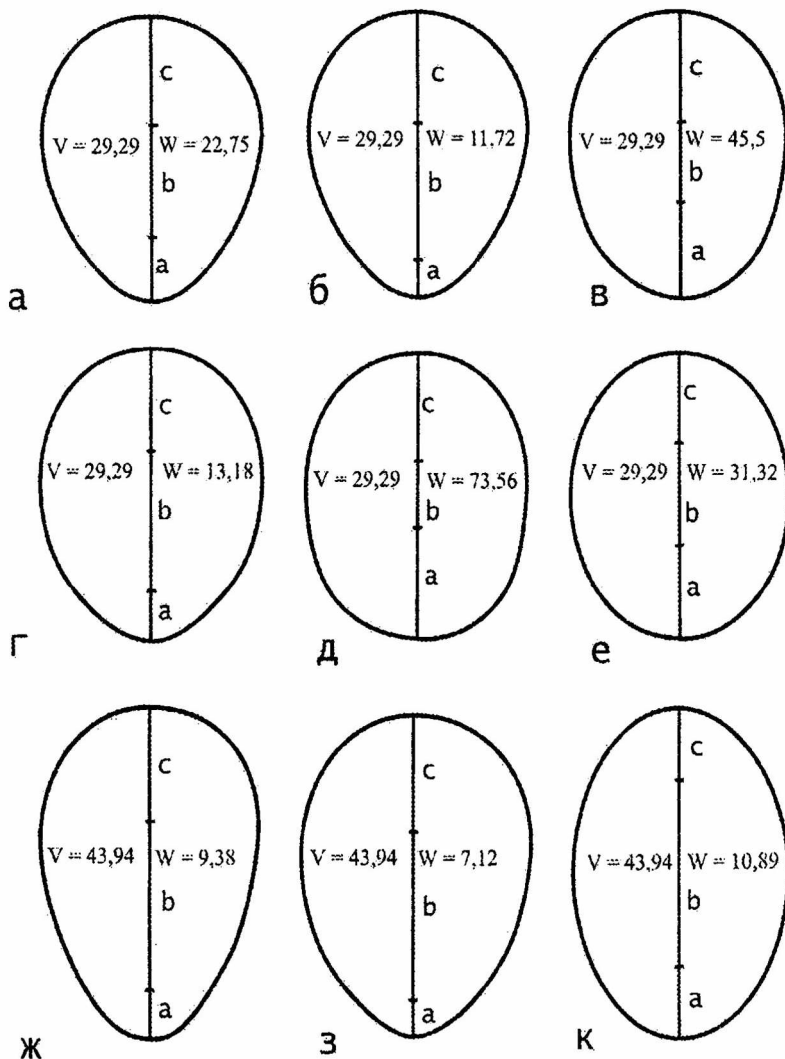 c c c
V = 29,29 W = 22,75 V = 29,29 W = 11,72 V = 29,29 W = 45,5
b b b
a a a
а б в
c c c
V = 29,29 W = 13,18 V = 29,29 W = 73,56 V = 29,29 W = 31,32
b b b
a a a
г д е
c c c
V = 43,94 W = 9,38 V = 43,94 W = 7,12 V = 43,94 W = 10,89
b b b
a a a
ж з к